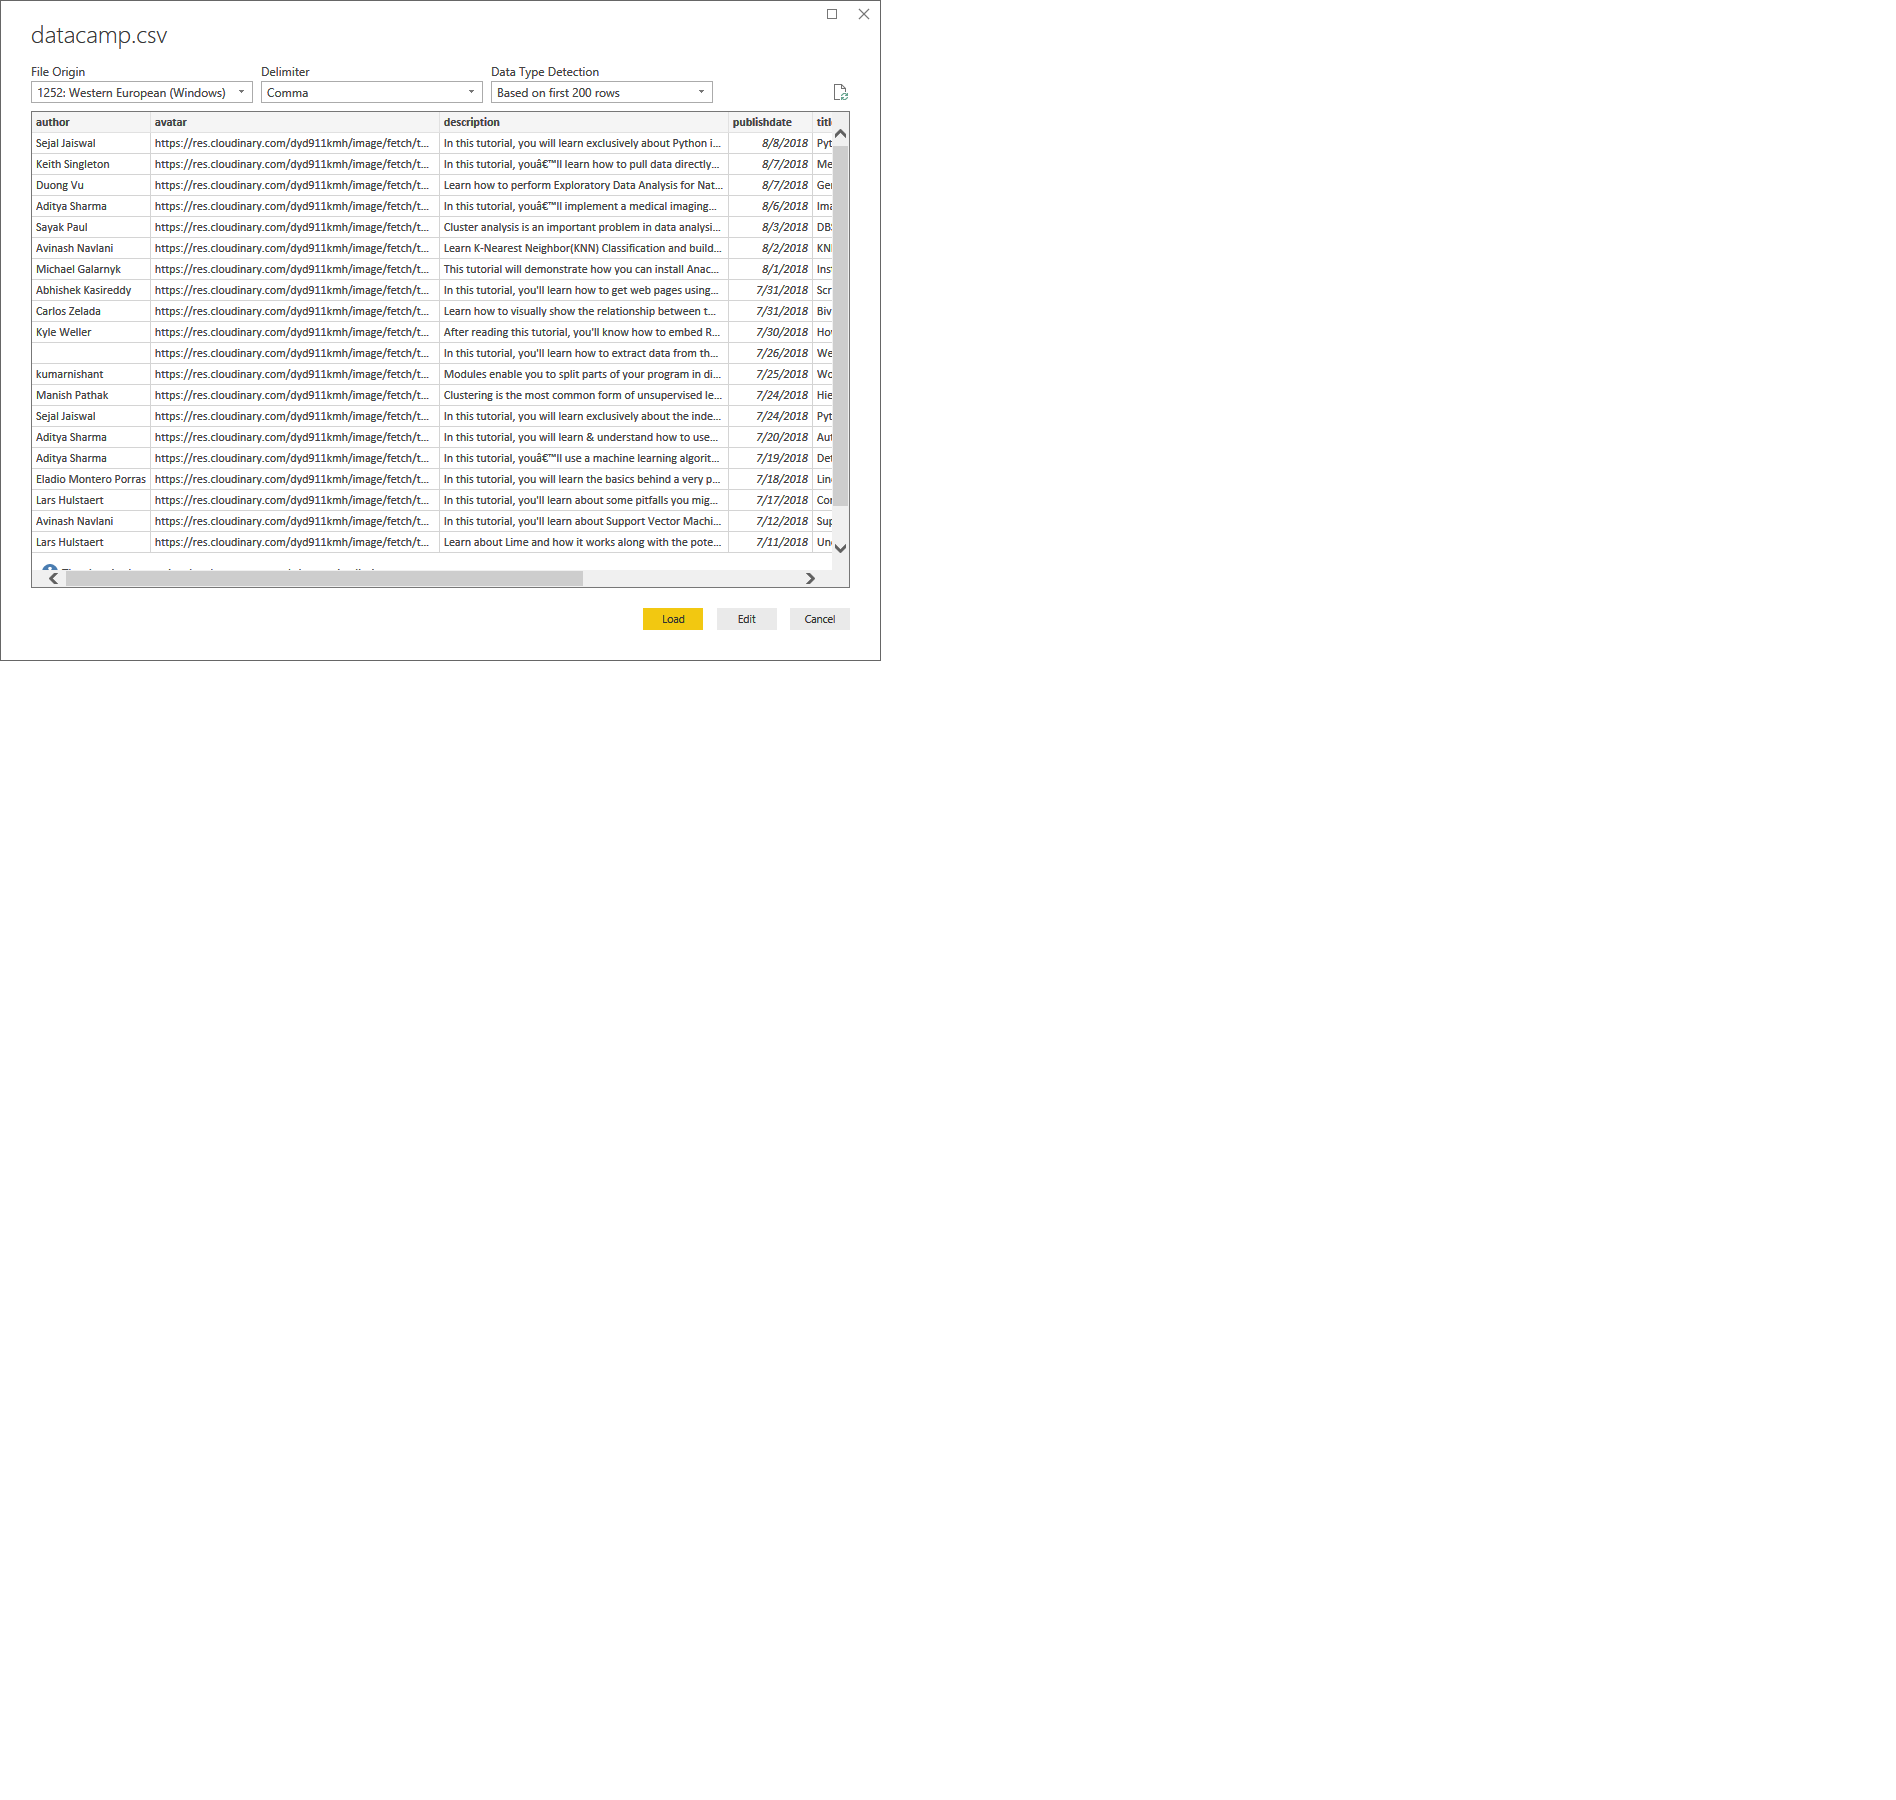 datacamp.csv
File Origin Delimiter Data Type Detection
1252: Western European (Windows) Comma Based on first 200 rows
author avatar description publishdate
Sejal Jaiswal https://res.cloudinary.com/dyd911kmh/image/fetch/t... In this tutorial, you will learn exclusively about Python i... 8/8/2018 Pyt
Keith Singleton https://res.cloudinary.com/dyd911kmh/image/fetch/t... In this tutorial, youâ€™ll learn how to pull data directly... 8/7/2018 Me
Duong Vu https://res.cloudinary.com/dyd911kmh/image/fetch/t... Learn how to perform Exploratory Data Analysis for Nat... 8/7/2018 Ge
Aditya Sharma https://res.cloudinary.com/dyd911kmh/image/fetch/t... In this tutorial, youâ€™ll implement a medical imaging... 8/6/2018 Ima
Sayak Paul https://res.cloudinary.com/dyd911kmh/image/fetch/t... Cluster analysis is an important problem in data analysi... 8/3/2018 DB
Avinash Navlani https://res.cloudinary.com/dyd911kmh/image/fetch/t... Learn K-Nearest Neighbor(KNN) Classification and build... 8/2/2018 KN
Michael Galarnyk https://res.cloudinary.com/dyd911kmh/image/fetch/t... This tutorial will demonstrate how you can install Anac... 8/1/2018 Ins
Abhishek Kasireddy https://res.cloudinary.com/dyd911kmh/image/fetch/t... In this tutorial, you'll learn how to get web pages using... 7/31/2018 Scr
Carlos Zelada https://res.cloudinary.com/dyd911kmh/image/fetch/t... Learn how to visually show the relationship between t... 7/31/2018 Biv
Kyle Weller https://res.cloudinary.com/dyd911kmh/image/fetch/t... After reading this tutorial, you'll know how to embed R... 7/30/2018 Ho
https://res.cloudinary.com/dyd911kmh/image/fetch/t... In this tutorial, you'll learn how to extract data from th... 7/26/2018 We
kumarnishant https://res.cloudinary.com/dyd911kmh/image/fetch/t... Modules enable you to split parts of your program in di... 7/25/2018 Wo
Manish Pathak https://res.cloudinary.com/dyd911kmh/image/fetch/t... Clustering is the most common form of unsupervised le... 7/24/2018 Hie
Sejal Jaiswal https://res.cloudinary.com/dyd911kmh/image/fetch/t... In this tutorial, you will learn exclusively about the inde... 7/24/2018 Pyt
Aditya Sharma https://res.cloudinary.com/dyd911kmh/image/fetch/t... In this tutorial, you will learn & understand how to use... 7/20/2018 Aut
Aditya Sharma https://res.cloudinary.com/dyd911kmh/image/fetch/t... In this tutorial, youâ€™ll use a machine learning algorit... 7/19/2018 Det
Eladio Montero Porras https://res.cloudinary.com/dyd911kmh/image/fetch/t... In this tutorial, you will learn the basics behind a very p... 7/18/2018 Lin
Lars Hulstaert https://res.cloudinary.com/dyd911kmh/image/fetch/t... In this tutorial, you'll learn about some pitfalls you mig... 7/17/2018 Co
Avinash Navlani https://res.cloudinary.com/dyd911kmh/image/fetch/t... In this tutorial, you'll learn about Support Vector Machi... 7/12/2018 Sup
Lars Hulstaert https://res.cloudinary.com/dyd911kmh/image/fetch/t... Learn about Lime and how it works along with the pote... 7/11/2018 Un
Load Edit Cancel